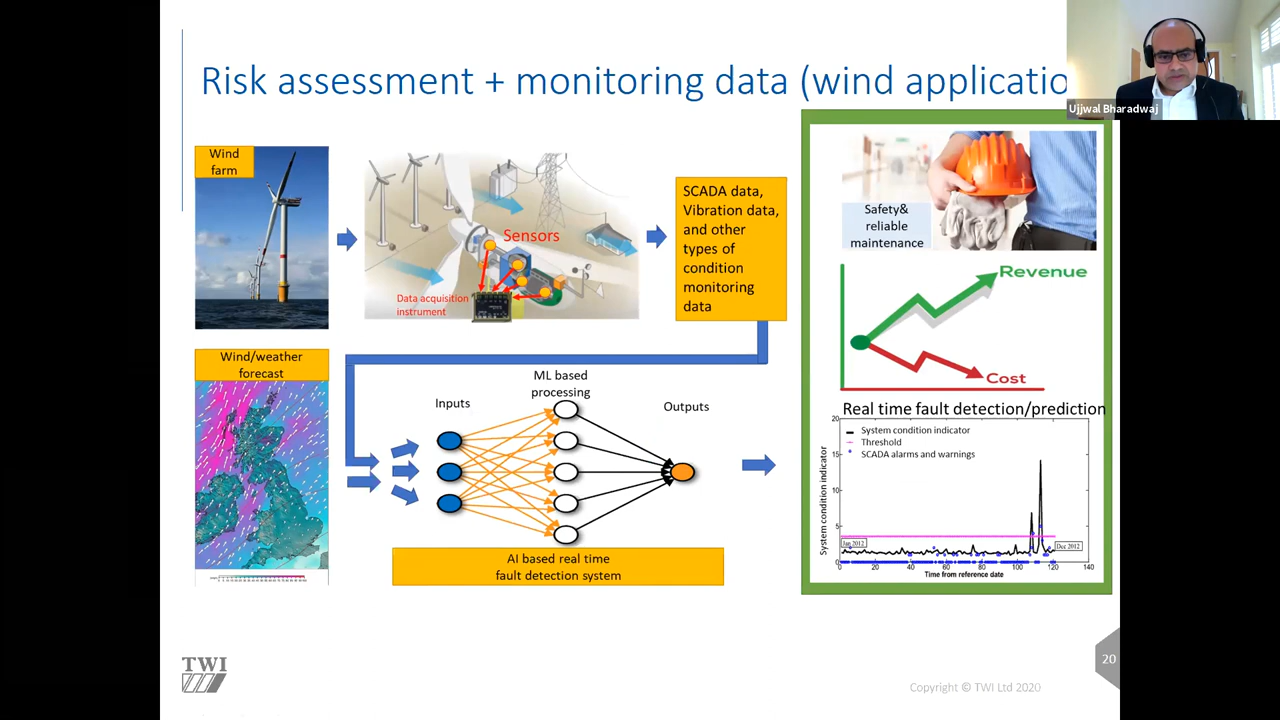 Risk assessment + monitoring data (wind applicatio
Ujjwal Bharadwaj
Wind
farm
Sensors
Data acquisition
instrument
SCADA data,
Vibration data,
and other
types of
condition
monitoring
data
Safety&
reliable
maintenance
Revenue
Cost
Wind/weather
forecast
Inputs
ML based
processing
Outputs
AI based real time
fault detection system
Real time fault detection/prediction
System condition indicator
Threshold
SCADA alarms and warnings
System condition indicator
20
15
10
5
0
Jan 2012
Dec 2012
20
40
60
80
100
120
140
Time from reference date
TWI
20
Copyright © TWI Ltd 2020